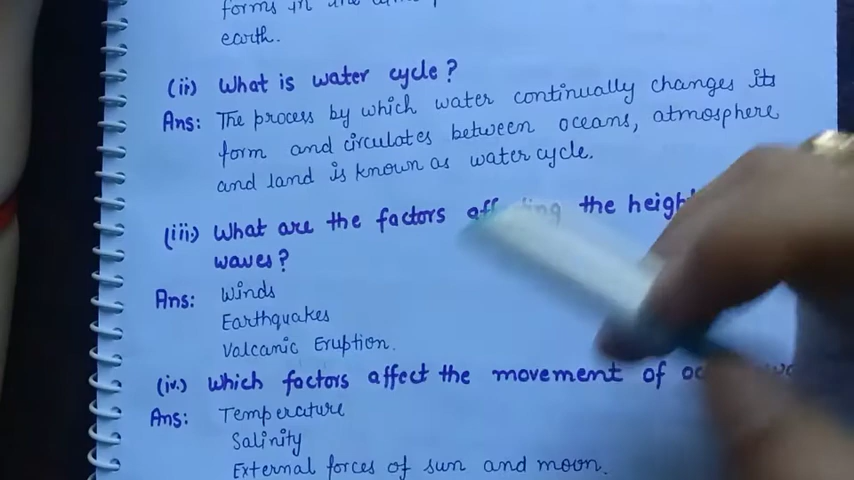 forms in the
earth.
(ii) What is water cycle?
Ans: The process by which water continually changes its
form and circulates between oceans, atmosphere
and land is known as water cycle.
(iii) What are the factors the
waves?
Ans: Winds
Earthquakes
Volcanic Eruption.
(iv.) Which factors affect the movement of
Ans: Temperature
Salinity
External forces of sun and moon.